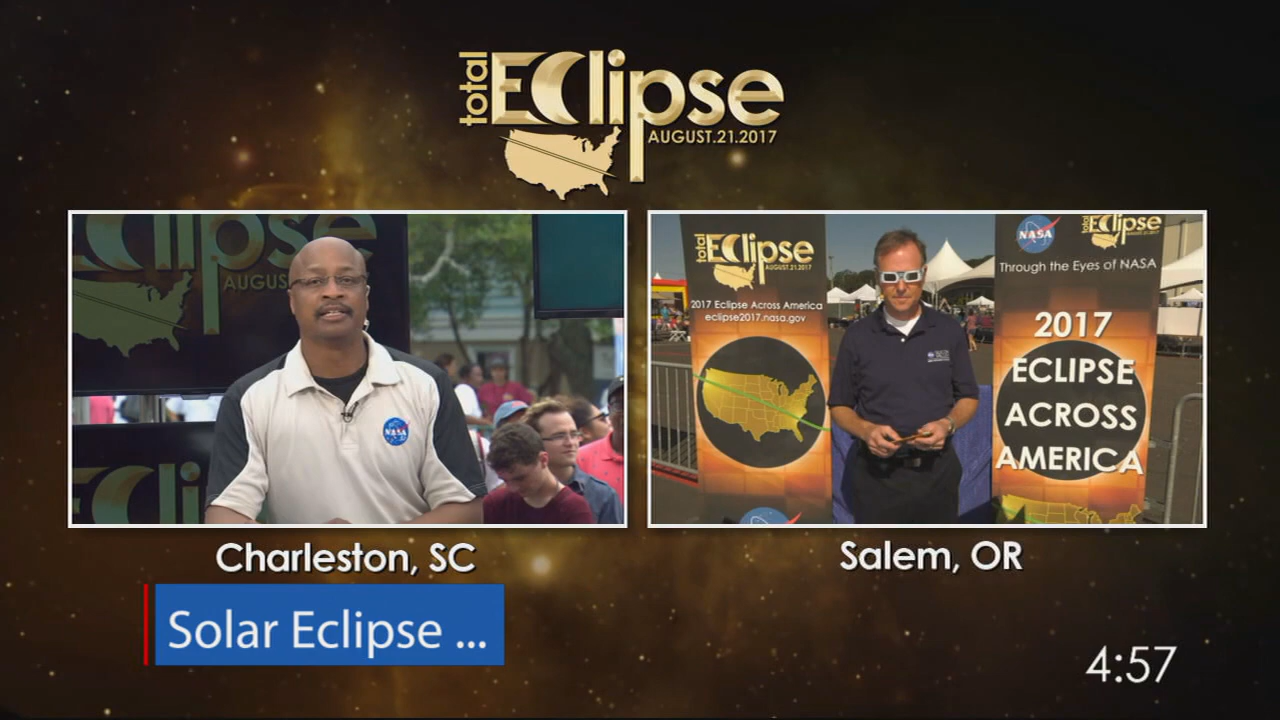 total
EClipse
AUGUST.21.2017
EClipse
AUGUST
ECli
NASA
total EClipse
AUGUST.21.2017
2017 Eclipse Across America
eclipse2017.nasa.gov
NASA
total EClipse
Through the Eyes of NASA
2017
ECLIPSE
ACROSS
AMERICA
Charleston, SC
Salem, OR
Solar Eclipse ...
4:57